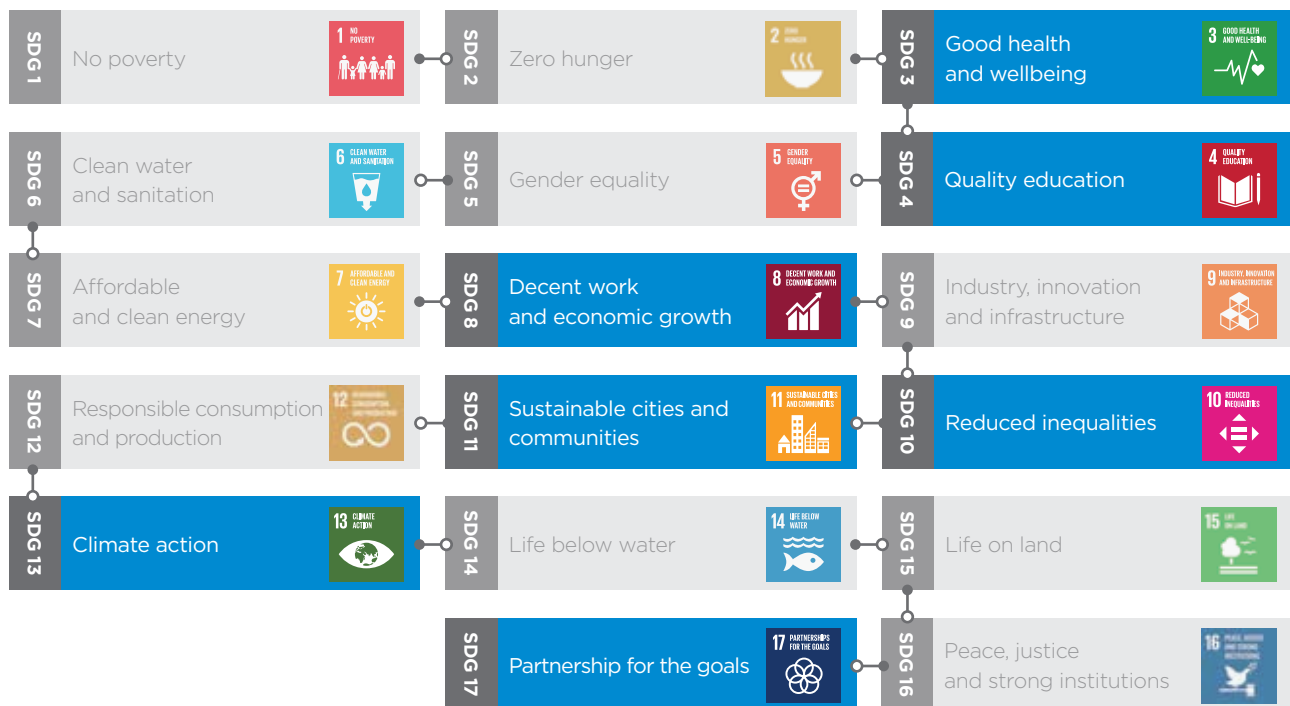 SDG 1
No poverty
1 NO
POVERTY
SDG 2
Zero hunger
2 ZERO
HUNGER
SDG 3
Good health
and wellbeing
3 GOOD HEALTH
AND WELL-BEING
SDG 6
Clean water
and sanitation
6 CLEAN WATER
AND SANITATION
SDG 5
Gender equality
5 GENDER
EQUALITY
SDG 4
Quality education
4 QUALITY
EDUCATION
SDG 7
Affordable
and clean energy
7 AFFORDABLE AND
CLEAN ENERGY
SDG 8
Decent work
and economic growth
8 DECENT WORK AND
ECONOMIC GROWTH
SDG 9
Industry, innovation
and infrastructure
9 INDUSTRY, INNOVATION
AND INFRASTRUCTURE
SDG 12
Responsible consumption
and production
12
SDG 11
Sustainable cities and
communities
11 SUSTAINABLE CITIES
AND COMMUNITIES
SDG 10
Reduced inequalities
10 REDUCED
INEQUALITIES
SDG 13
Climate action
13 CLIMATE
ACTION
SDG 14
Life below water
14 LIFE BELOW
WATER
SDG 15
Life on land
15 LIFE
ON LAND
SDG 17
Partnership for the goals
17 PARTNERSHIPS
FOR THE GOALS
SDG 16
Peace, justice
and strong institutions
16